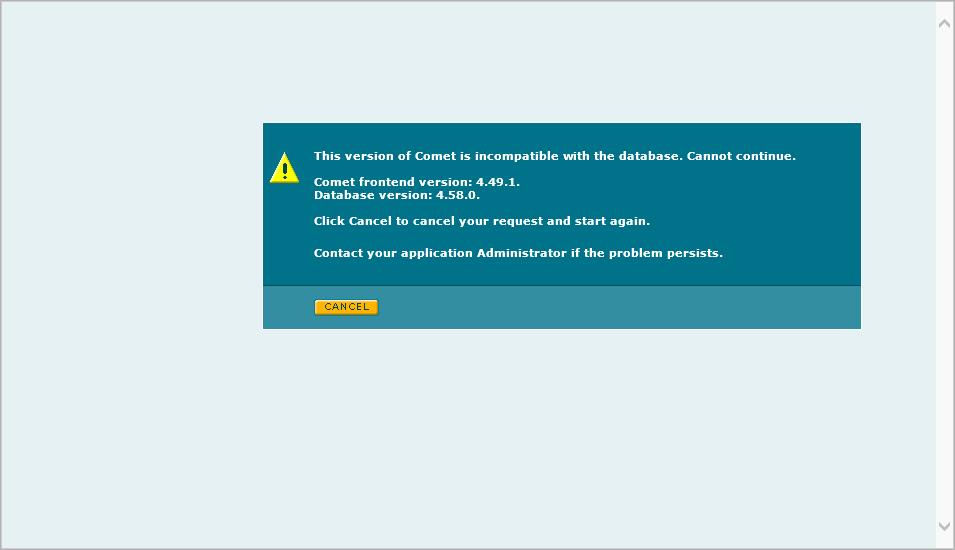 This version of Comet is incompatible with the database. Cannot continue.
Comet frontend version: 4.49.1.
Database version: 4.58.0.
Click Cancel to cancel your request and start again.
Contact your application Administrator if the problem persists.
CANCEL